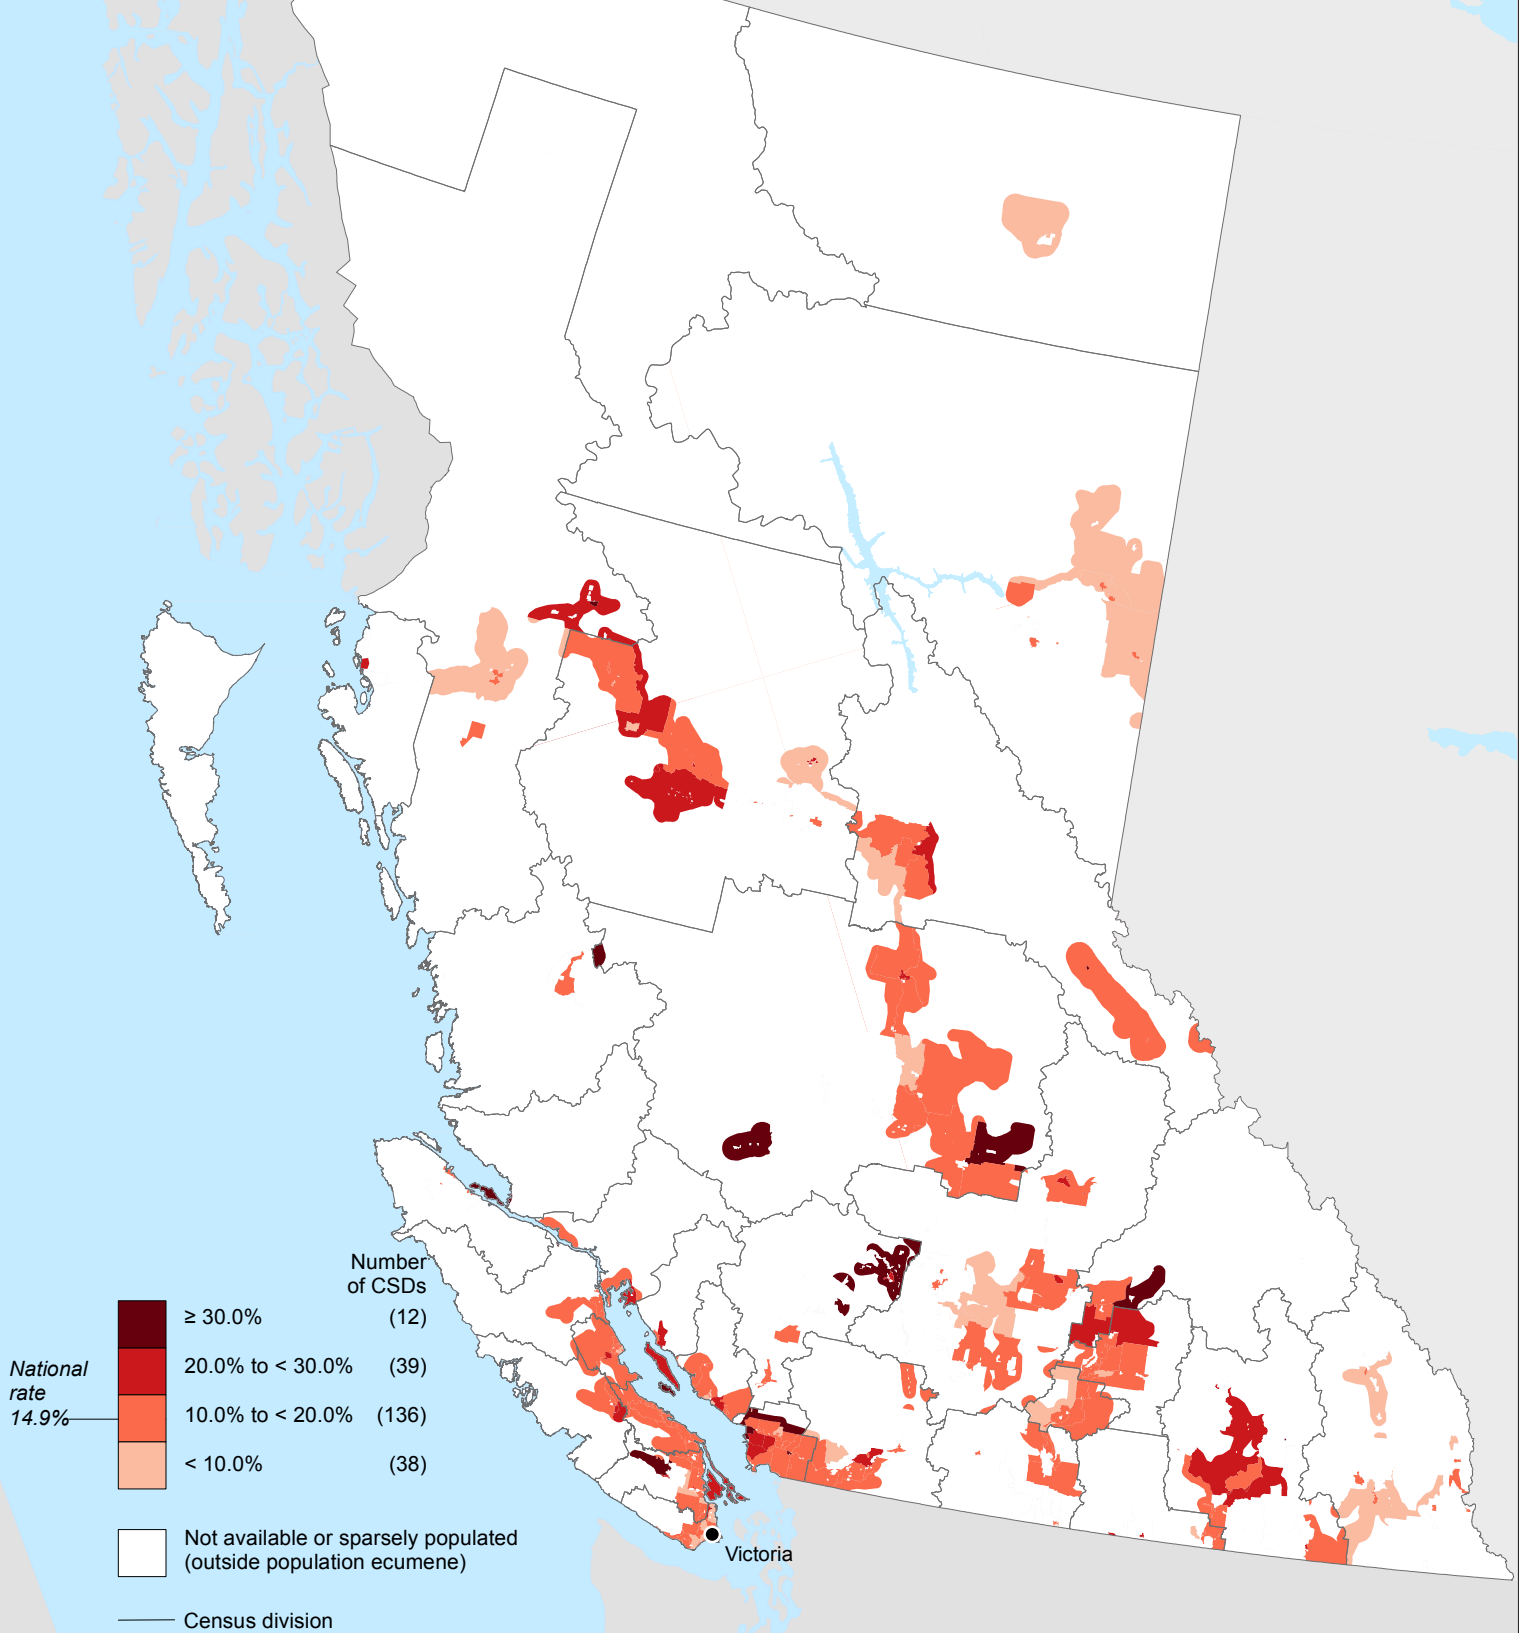 Number
of CSDs
≥ 30.0% (12)
20.0% to < 30.0% (39)
National
rate
14.9%
10.0% to < 20.0% (136)
< 10.0% (38)
Not available or sparsely populated
(outside population ecumene)
Census division
Victoria